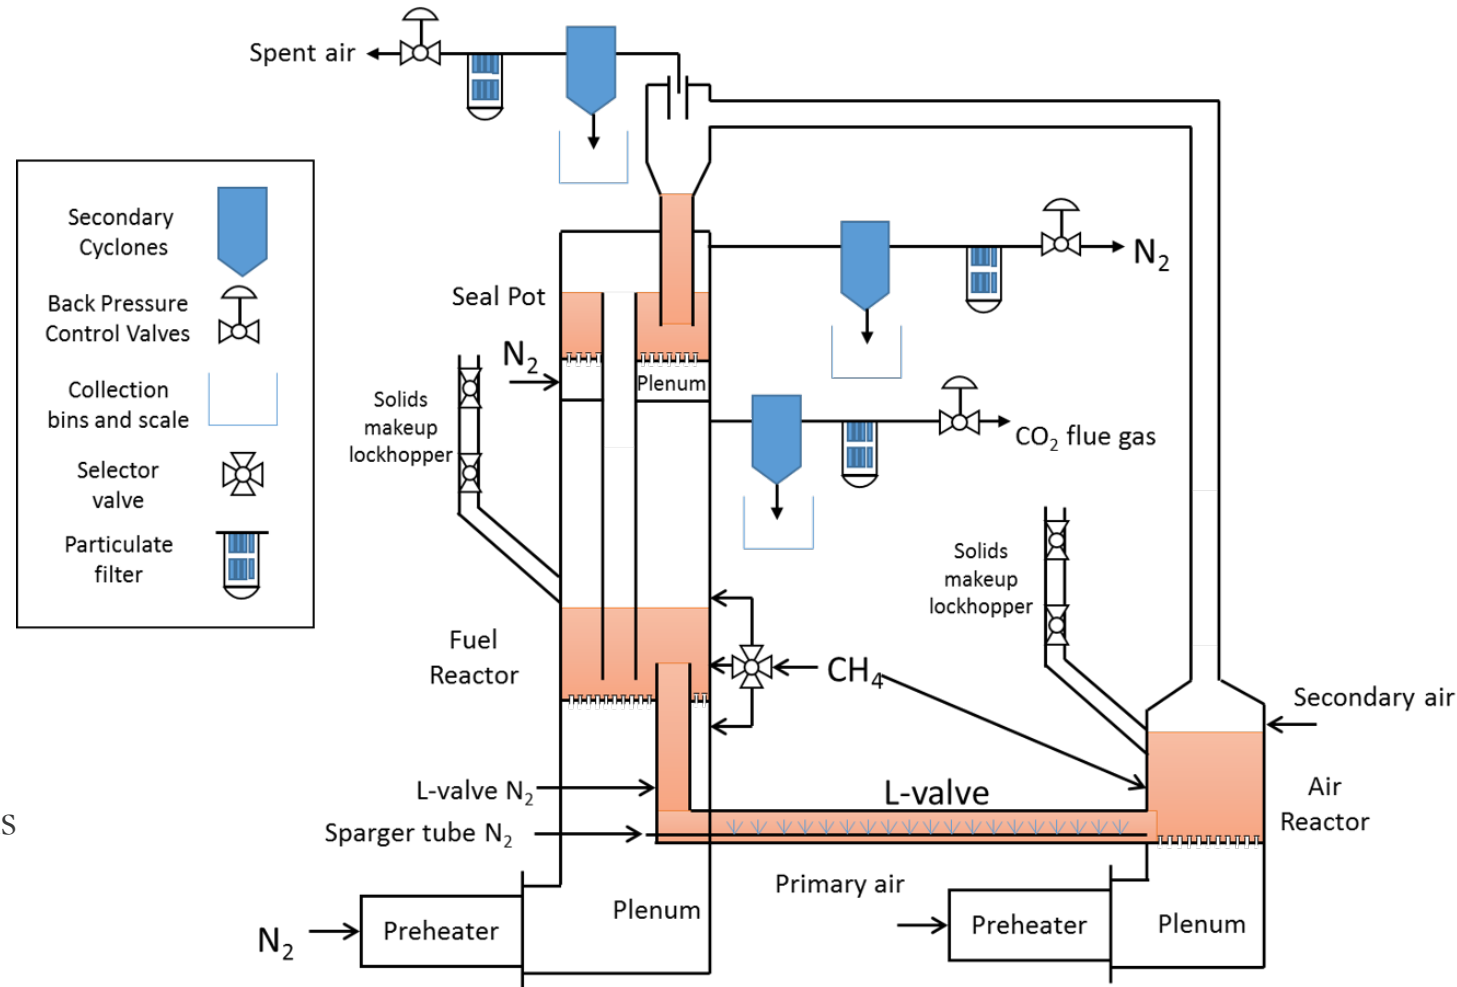 Spent air
Secondary
Cyclones
Back Pressure
Control Valves
Collection
bins and scale
Selector
valve
Particulate
filter
Seal Pot
N₂
Plenum
N₂
Solids
makeup
lockhopper
CO₂ flue gas
Solids
makeup
lockhopper
Fuel
Reactor
CH₄
Secondary air
L-valve N₂
L-valve
Air
Reactor
s
Sparger tube N₂
Primary air
Plenum
N₂
Preheater
Preheater
Plenum